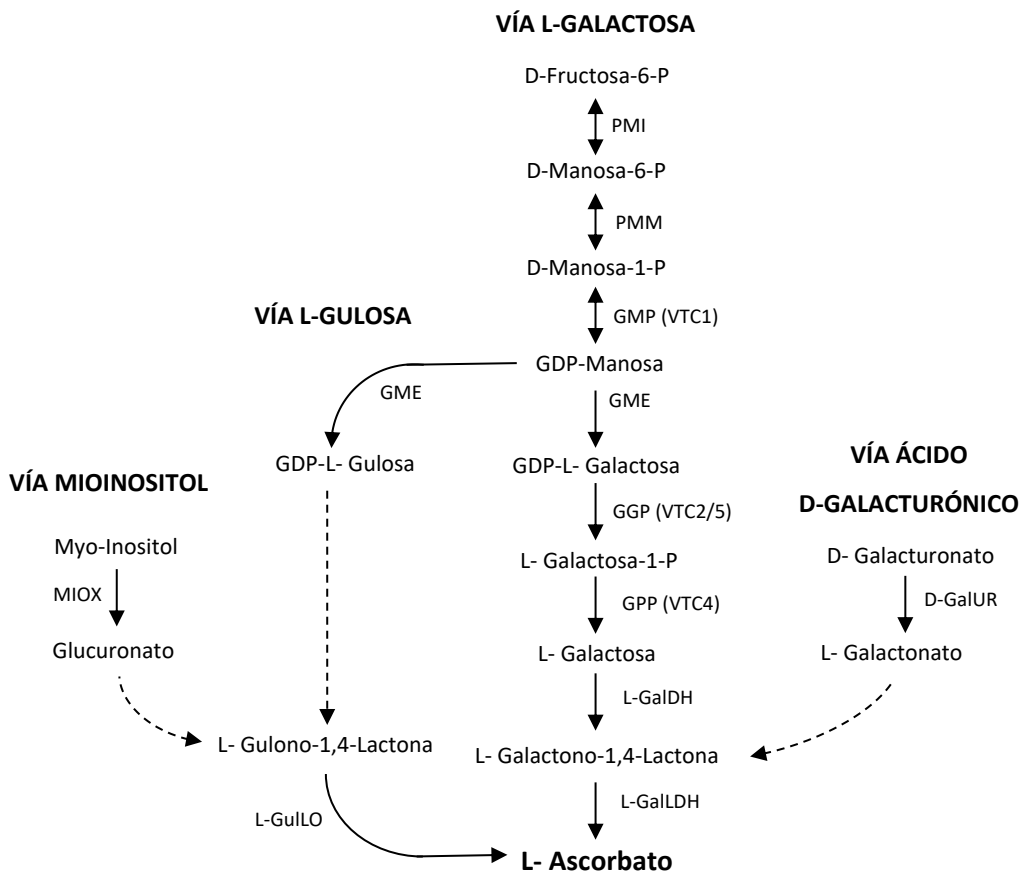 VÍA L-GALACTOSA
D-Fructosa-6-P
PMI
D-Manosa-6-P
PMM
D-Manosa-1-P
VÍA L-GULOSA
GMP (VTC1)
GDP-Manosa
GME
GME
GDP-L- Gulosa
GDP-L- Galactosa
VÍA ÁCIDO
D-GALACTURÓNICO
VÍA MIOINOSITOL
GGP (VTC2/5)
Myo-Inositol
L- Galactosa-1-P
D- Galacturonato
MIOX
GPP (VTC4)
D-GalUR
Glucuronato
L- Galactosa
L- Galactonato
L-GalDH
L- Gulono-1,4-Lactona
L- Galactono-1,4-Lactona
L-GulLO
L-GalLDH
L- Ascorbato